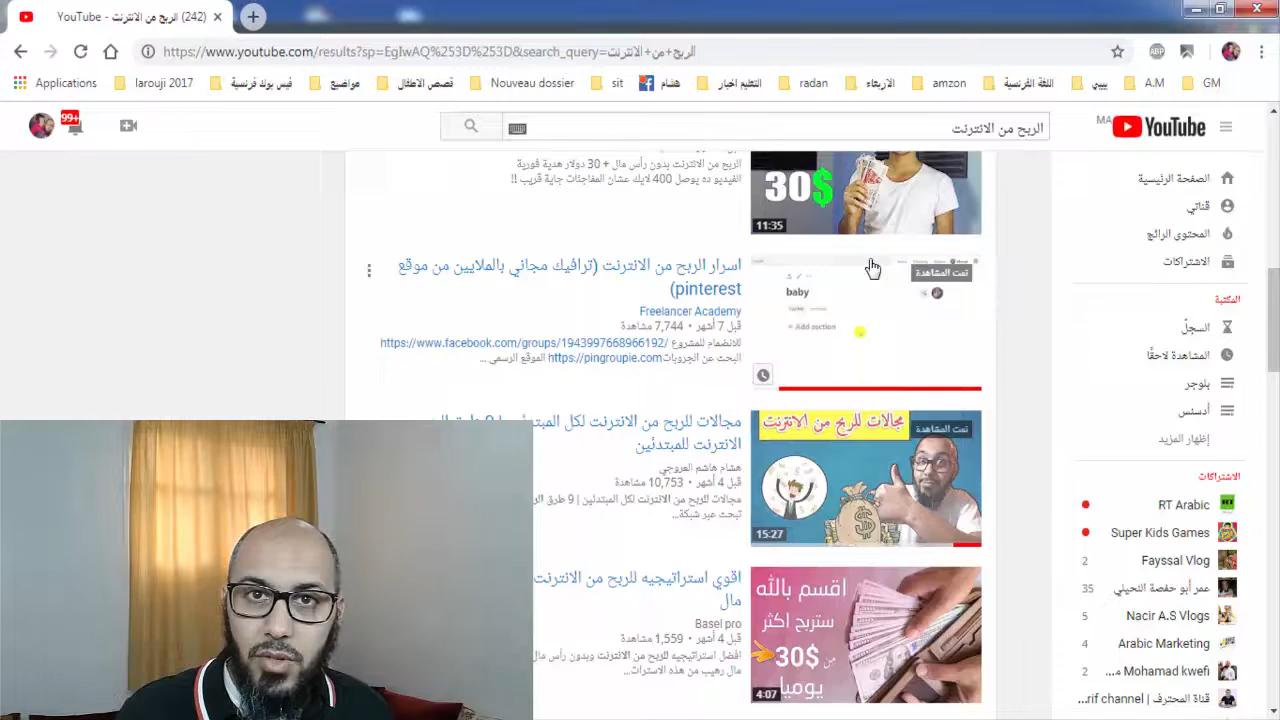 YouTube - الربح من الانترنت (242)
https://www.youtube.com/results?sp=EgIwAQ%253D%253D&search_query=الربح+من+الانترنت
ABP
Applications
larouji 2017
فيس بوك فرنسية
مواضيع
قصص الاطفال
Nouveau dossier
sit
هشام
التعليم اخبار
radan
الاربعاء
amzon
اللغة الفرنسية
بيبي
A.M
GM
99+
الربح من الانترنت
MA
YouTube
الربح من الانترنت بدون رأس مال + 30 دولار هدية فورية
الفيديو ده يوصل 400 لايك عشان المفاجئات جاية قريب !!
30$
11:35
اسرار الربح من الانترنت (ترافيك مجاني بالملايين من موقع
pinterest)
Freelancer Academy
قبل 7 أشهر • 7,744 مشاهدة
للانضمام للمشروع https://www.facebook.com/groups/1943997668966192/
البحث عن الجروبات https://pingroupie.com الموقع الرسمي...
تمت المشاهدة
baby
+ Add section
مجالات للربح من الانترنت لكل
الانترنت للمبتدئين
هشام هاشم العروجي
قبل 4 أشهر • 10,753 مشاهدة
مجالات للربح من الانترنت لكل المبتدئين | 9 طرق
تبحث عبر شبكة...
مجالات للربح من الانترنت
تمت المشاهدة
15:27
اقوي استراتيجيه للربح من الانترنت
مال
Basel pro
قبل 4 أشهر • 1,559 مشاهدة
افضل استراتيجيه للربح من الانترنت وبدون رأس مال
مال رهيب من هذه الاسترات...
اقسم بالله
ستربح اكثر
من 30$
يوميا
4:07
الصفحة الرئيسية
قناتي
المحتوى الرائج
الاشتراكات
المكتبة
السجلّ
المشاهدة لاحقًا
بلوجر
أدسنس
إظهار المزيد
الاشتراكات
RT Arabic
Super Kids Games
Fayssal Vlog 2
عمر أبو حفصة النحيلي 35
Nacir A.S Vlogs 5
Arabic Marketing 4
Mohamad kwefi ... 2
قناة المحترف | rif channel...